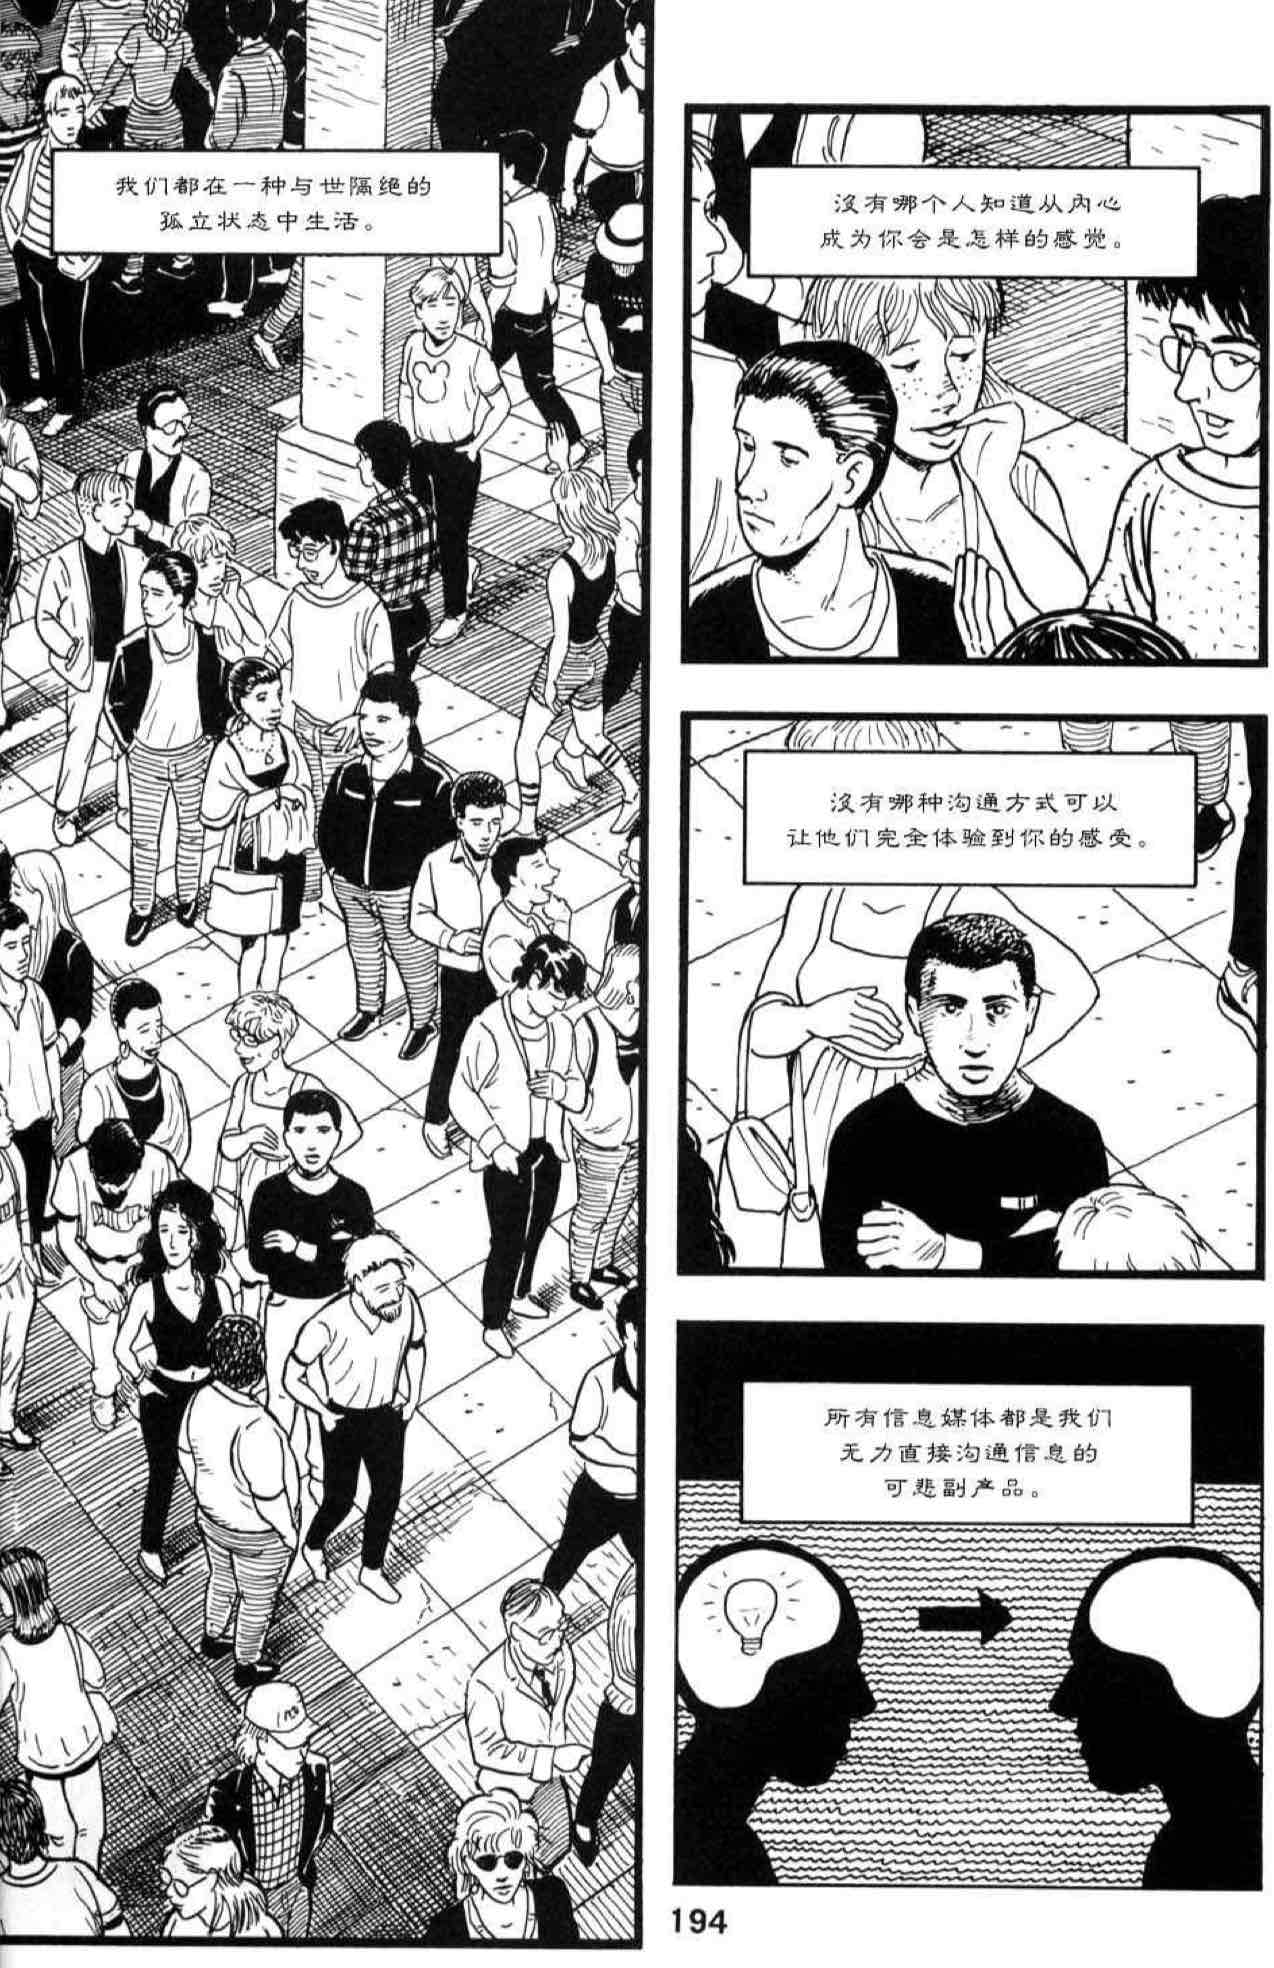 我们都在一种与世隔绝的
孤立状态中生活。
没有哪个人知道从内心
成为你会是怎样的感觉。
没有哪种沟通方式可以
让他们完全体验到你的感受。
所有信息媒体都是我们
无力直接沟通信息的
可悲副产品。
194